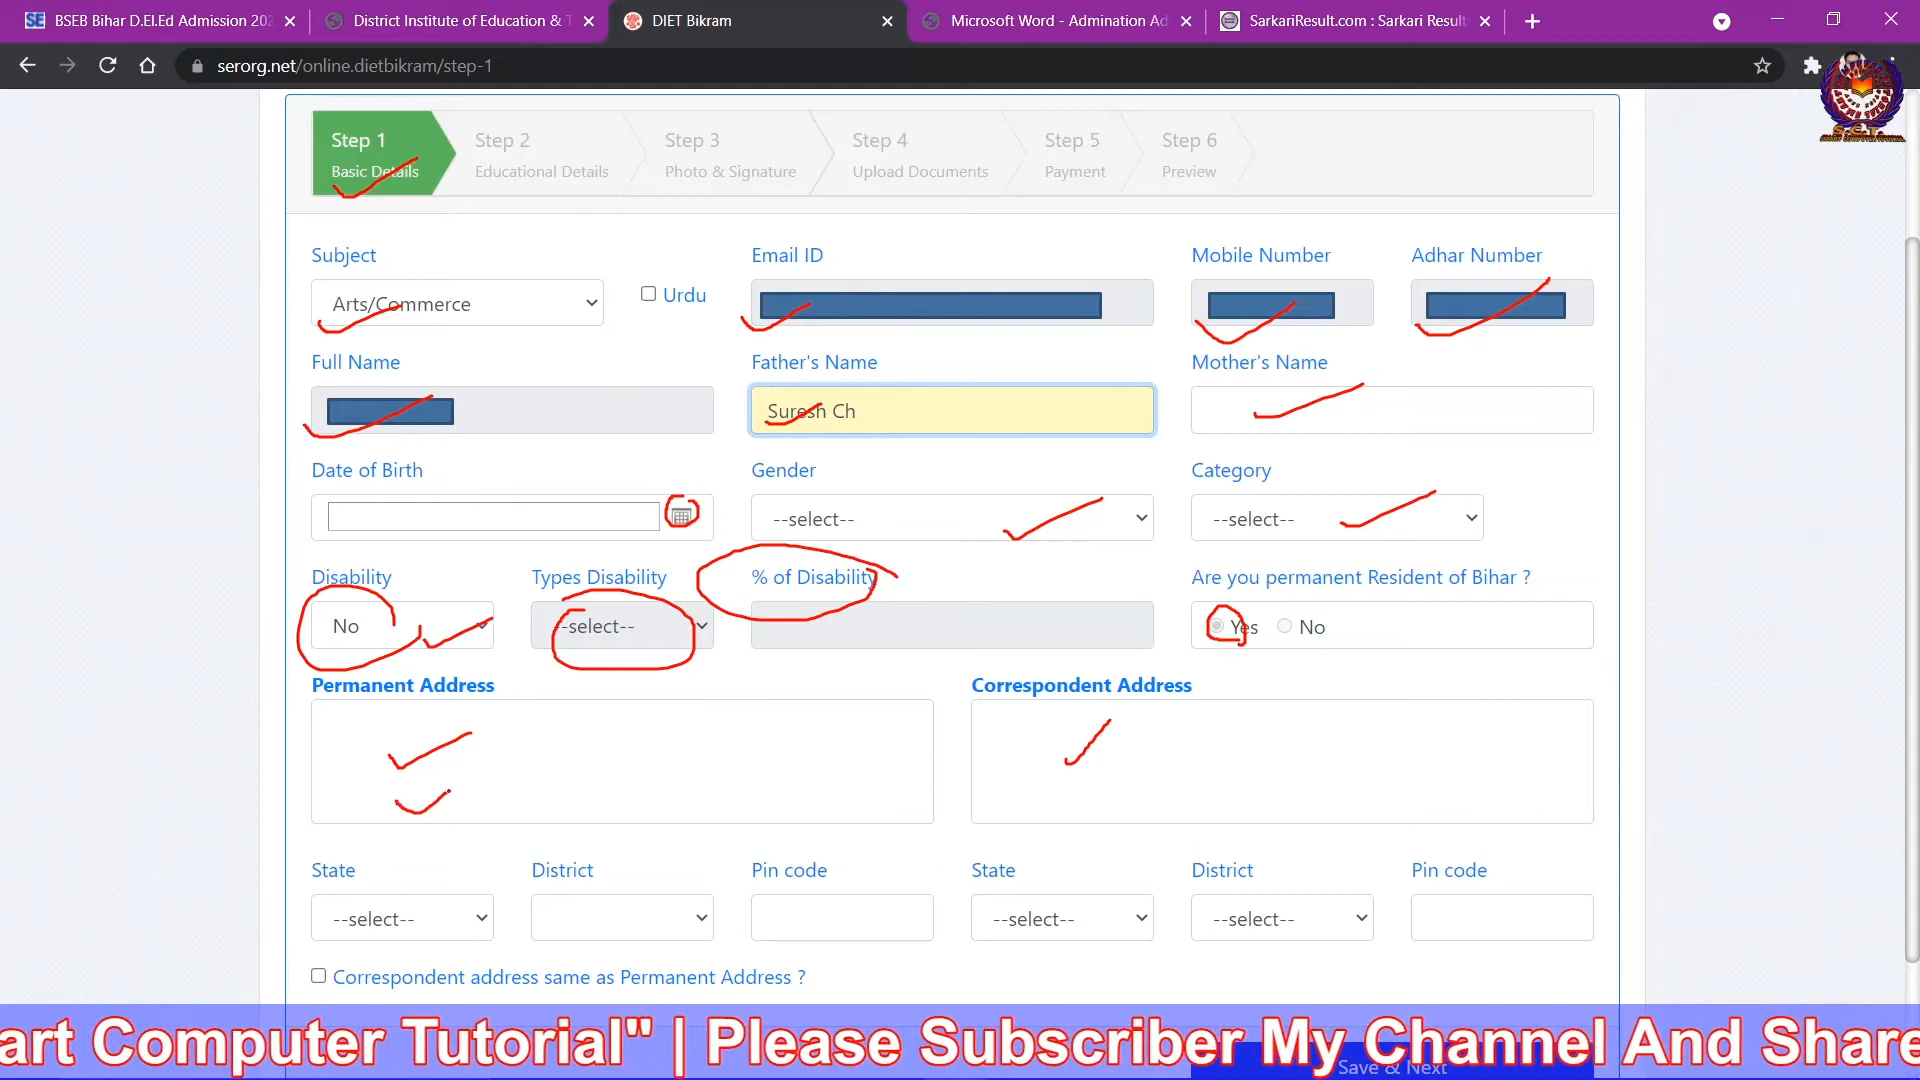 BSEB Bihar D.El.Ed Admission 202
District Institute of Education & T
DIET Bikram
Microsoft Word - Admination Ad
SarkariResult.com : Sarkari Result
serorg.net/online.dietbikram/step-1
S.C.T.
Step 1
Basic Details
Step 2
Educational Details
Step 3
Photo & Signature
Step 4
Upload Documents
Step 5
Payment
Step 6
Preview
Subject
Email ID
Mobile Number
Adhar Number
Arts/Commerce
Urdu
Full Name
Father's Name
Mother's Name
Suresh Ch
Date of Birth
Gender
Category
--select--
--select--
Disability
Types Disability
% of Disability
Are you permanent Resident of Bihar ?
No
--select--
Yes
No
Permanent Address
Correspondent Address
State
District
Pin code
State
District
Pin code
--select--
--select--
--select--
Correspondent address same as Permanent Address ?
art Computer Tutorial" | Please Subscriber My Channel And Share
Save & Next